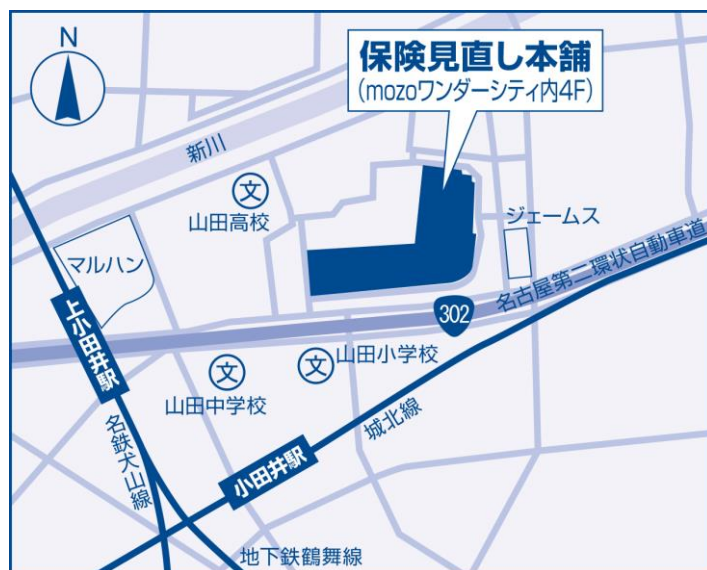 N
保険見直し本舗
(mozoワンダーシティ内4F)
新川
文
山田高校
ジェームス
マルハン
名古屋第二環状自動車道
302
上小田井駅
文
山田小学校
文
山田中学校
城北線
名鉄犬山線
小田井駅
地下鉄鶴舞線